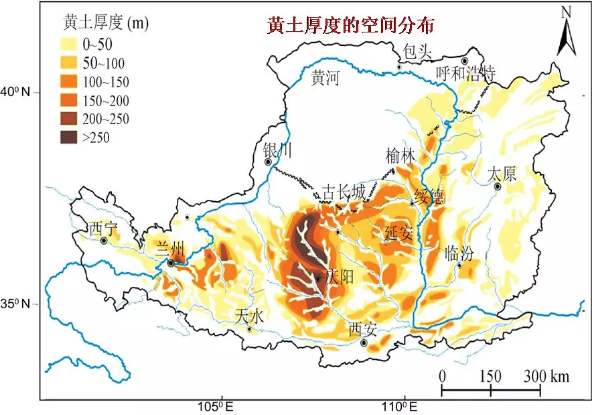 黄土厚度的空间分布
黄土厚度 (m)
0~50
50~100
100~150
150~200
200~250
>250
N
包头
呼和浩特
黄河
40°N
银川
榆林
古长城
太原
绥德
西宁
延安
兰州
临汾
庆阳
35°N
天水
西安
0 150 300 km
105°E
110°E